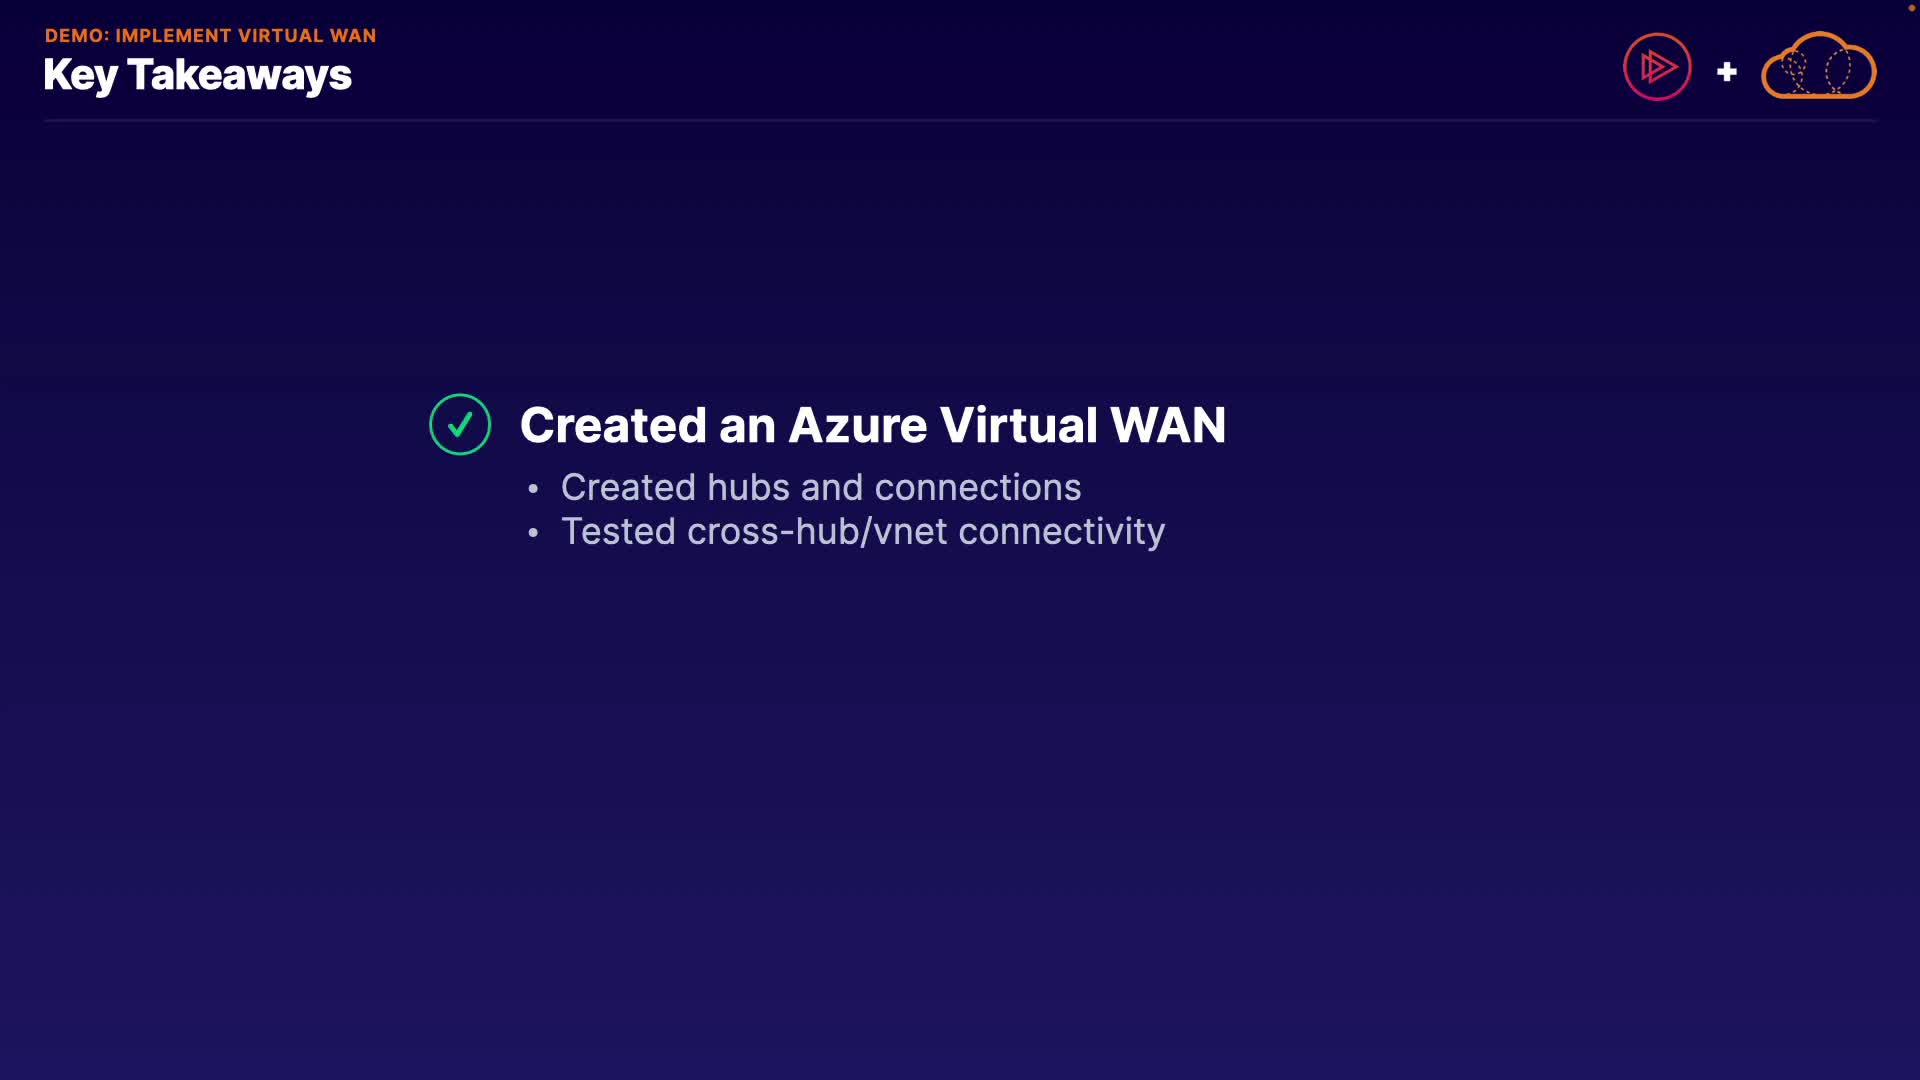 DEMO: IMPLEMENT VIRTUAL WAN
Key Takeaways
Created an Azure Virtual WAN
• Created hubs and connections
• Tested cross-hub/vnet connectivity